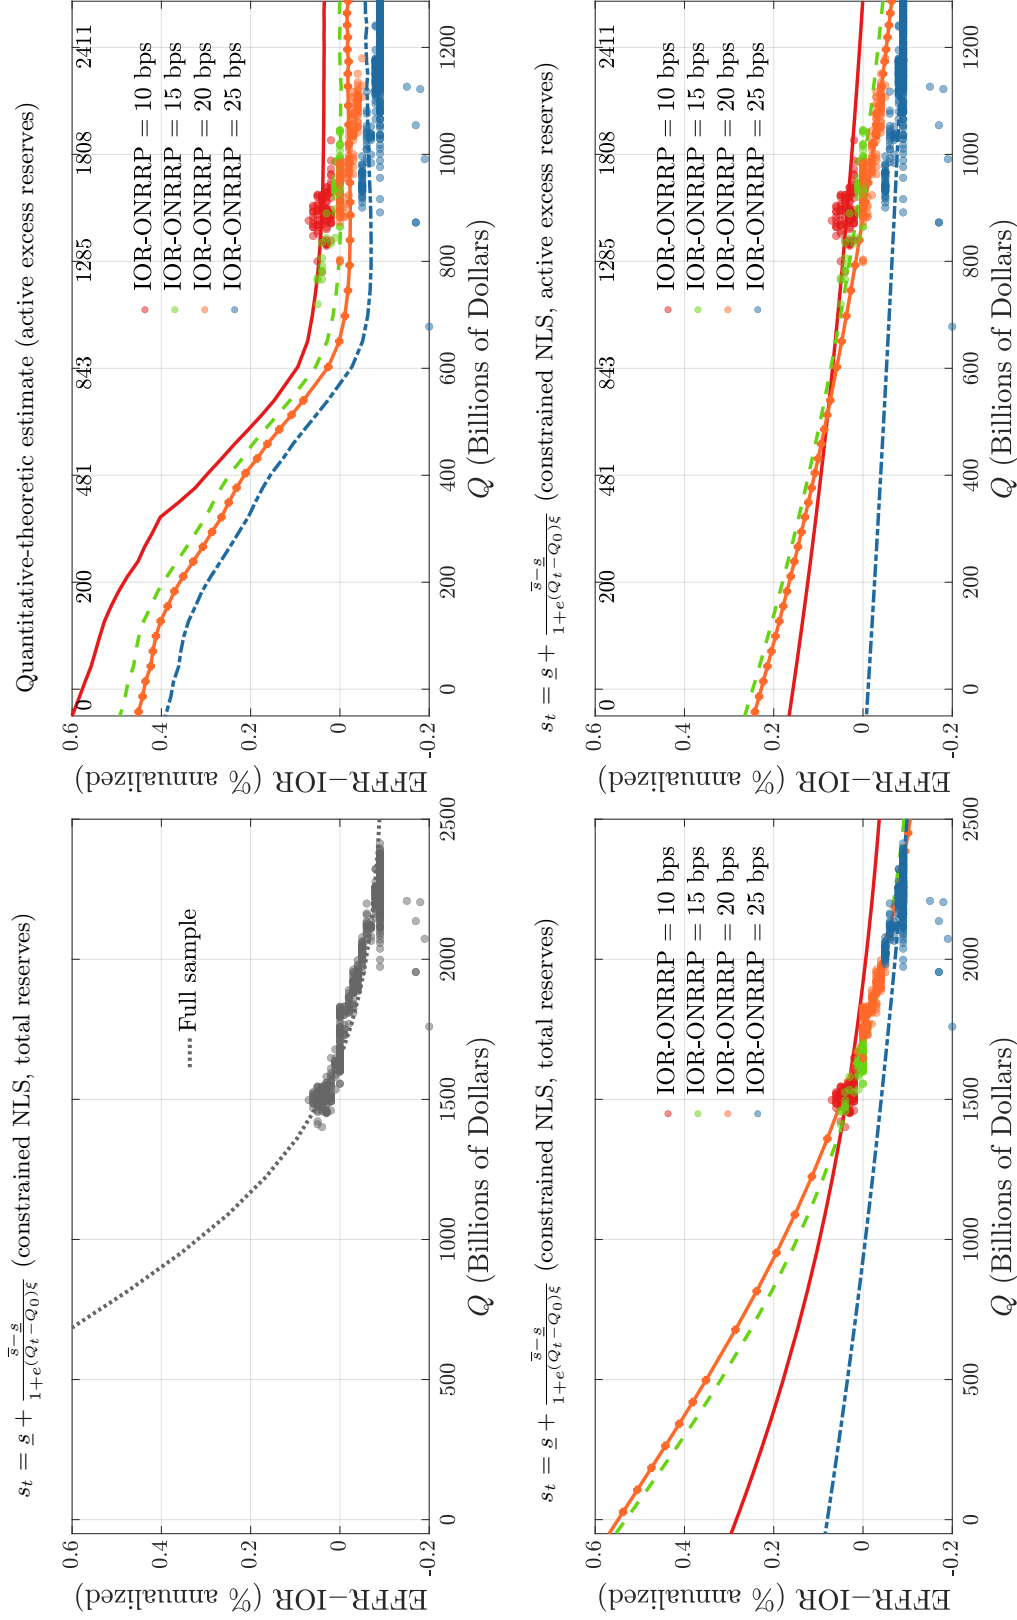 s_t = s + s−s / 1+e^(Q_t−Q_0)ξ (constrained NLS, total reserves)
0.6
0.4
0.2
0
-0.2
EFFR−IOR (% annualized)
Full sample
0 500 1000 1500 2000 2500
Q (Billions of Dollars)
Quantitative-theoretic estimate (active excess reserves)
0 200 481 843 1285 1808 2411
0.6
0.4
0.2
0
-0.2
EFFR−IOR (% annualized)
IOR-ONRRP = 10 bps
IOR-ONRRP = 15 bps
IOR-ONRRP = 20 bps
IOR-ONRRP = 25 bps
0 200 400 600 800 1000 1200
Q (Billions of Dollars)
s_t = s + s−s / 1+e^(Q_t−Q_0)ξ (constrained NLS, total reserves)
0.6
0.4
0.2
0
-0.2
EFFR−IOR (% annualized)
IOR-ONRRP = 10 bps
IOR-ONRRP = 15 bps
IOR-ONRRP = 20 bps
IOR-ONRRP = 25 bps
0 500 1000 1500 2000 2500
Q (Billions of Dollars)
s_t = s + s−s / 1+e^(Q_t−Q_0)ξ (constrained NLS, active excess reserves)
0 200 481 843 1285 1808 2411
0.6
0.4
0.2
0
-0.2
EFFR−IOR (% annualized)
IOR-ONRRP = 10 bps
IOR-ONRRP = 15 bps
IOR-ONRRP = 20 bps
IOR-ONRRP = 25 bps
0 200 400 600 800 1000 1200
Q (Billions of Dollars)